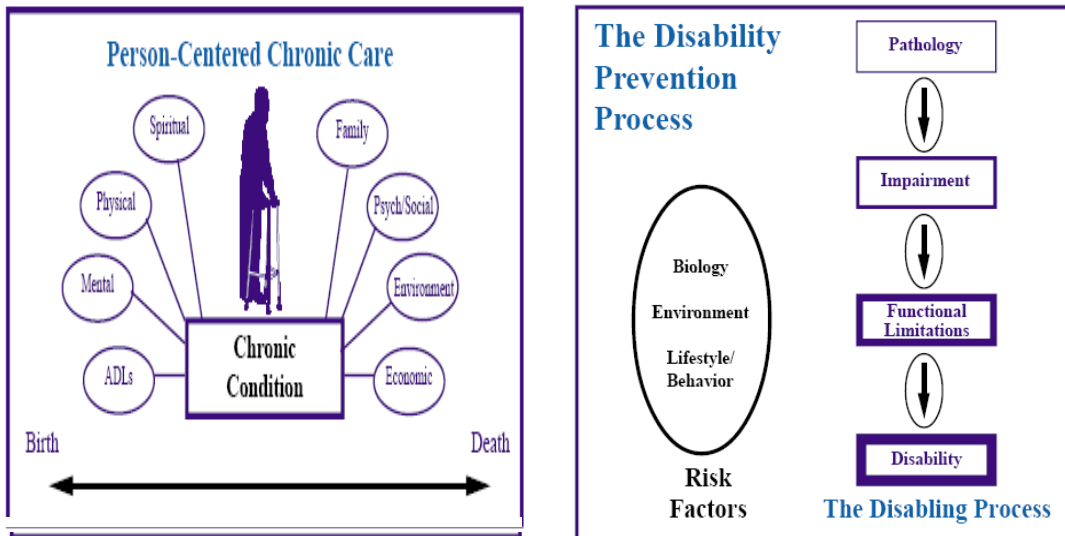 Person-Centered Chronic Care
Spiritual
Family
Physical
Psych/Social
Mental
Environment
ADLs
Chronic
Condition
Economic
Birth
Death
The Disability
Prevention
Process
Biology
Environment
Lifestyle/
Behavior
Risk
Factors
Pathology
Impairment
Functional
Limitations
Disability
The Disabling Process